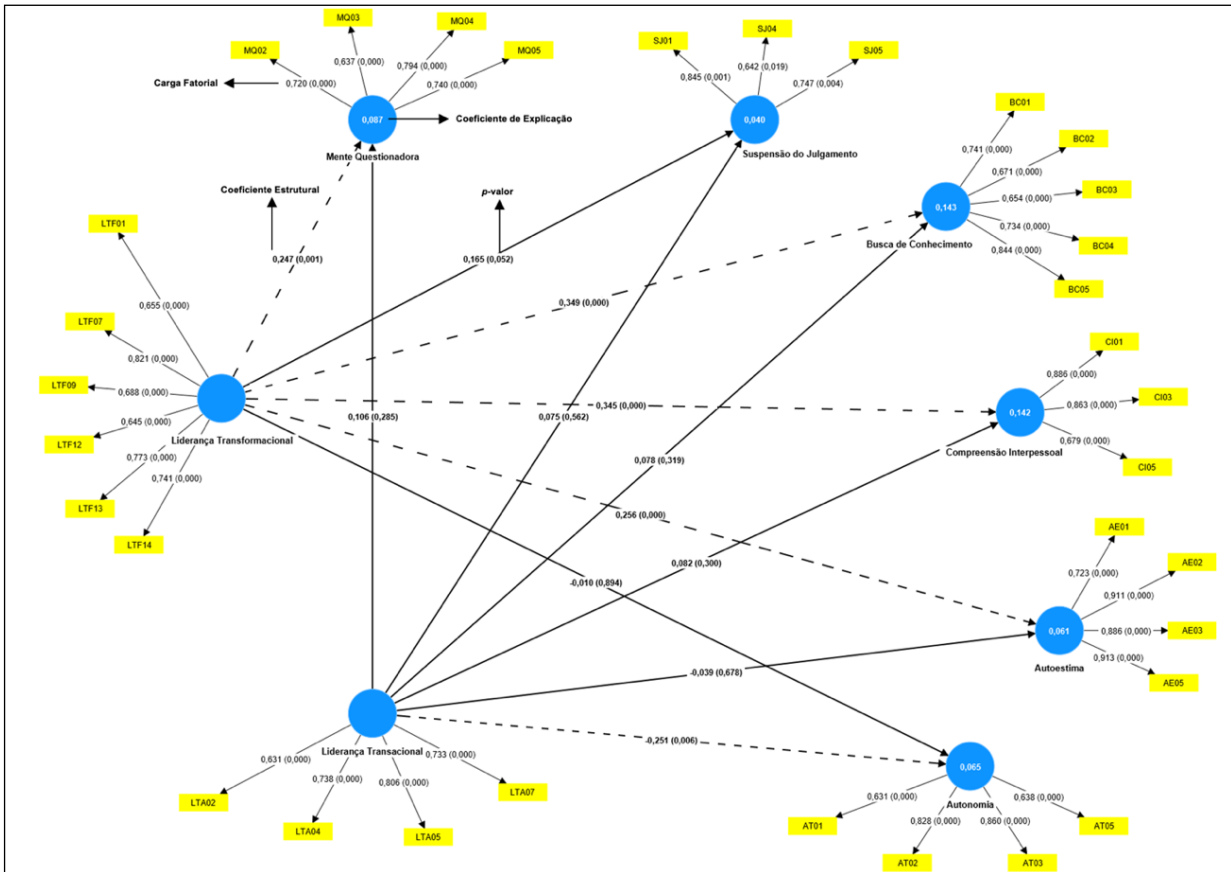 MQ03
MQ04
MQ02
MQ05
0,637 (0,000)
0,794 (0,000)
0,720 (0,000)
0,740 (0,000)
Carga Fatorial
0,087
Coeficiente de Explicação
Mente Questionadora
SJ01
SJ04
SJ05
0,845 (0,001)
0,642 (0,019)
0,747 (0,004)
0,040
Suspensão do Julgamento
BC01
BC02
BC03
BC04
BC05
0,741 (0,000)
0,671 (0,000)
0,654 (0,000)
0,734 (0,000)
0,844 (0,000)
0,143
Busca de Conhecimento
Coeficiente Estrutural
p-valor
0,247 (0,001)
0,165 (0,052)
0,349 (0,000)
LTF01
LTF07
LTF09
LTF12
LTF13
LTF14
0,655 (0,000)
0,821 (0,000)
0,688 (0,000)
0,645 (0,000)
0,773 (0,000)
0,741 (0,000)
Liderança Transformacional
0,106 (0,285)
0,345 (0,000)
0,075 (0,562)
0,078 (0,319)
0,256 (0,000)
0,082 (0,300)
-0,010 (0,894)
-0,039 (0,678)
-0,251 (0,006)
CI01
CI03
CI05
0,886 (0,000)
0,863 (0,000)
0,679 (0,000)
0,142
Compreensão Interpessoal
AE01
AE02
AE03
AE05
0,723 (0,000)
0,911 (0,000)
0,886 (0,000)
0,913 (0,000)
0,061
Autoestima
Liderança Transacional
0,631 (0,000)
0,738 (0,000)
0,806 (0,000)
0,733 (0,000)
LTA02
LTA04
LTA05
LTA07
0,065
Autonomia
0,631 (0,000)
0,828 (0,000)
0,860 (0,000)
0,638 (0,000)
AT01
AT02
AT03
AT05